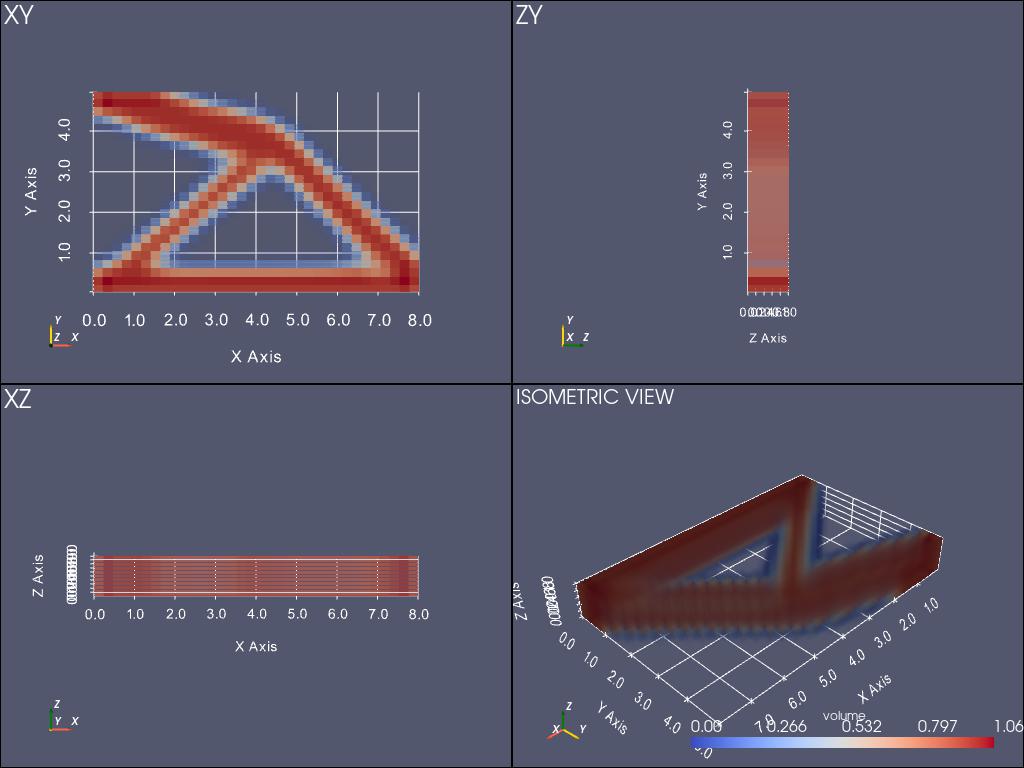 XY
4.0
3.0
2.0
1.0
Y Axis
0.0 1.0 2.0 3.0 4.0 5.0 6.0 7.0 8.0
X Axis
Y
Z X
ZY
4.0
3.0
2.0
1.0
Y Axis
Z Axis
Y
X Z
XZ
Z Axis
0.0 1.0 2.0 3.0 4.0 5.0 6.0 7.0 8.0
X Axis
Z
Y X
ISOMETRIC VIEW
Z Axis
0.0 1.0 2.0 3.0 4.0
Y Axis
6.0 5.0 4.0 3.0 2.0 1.0
X Axis
Z
X Y
volume
0.00 0.266 0.532 0.797 1.06